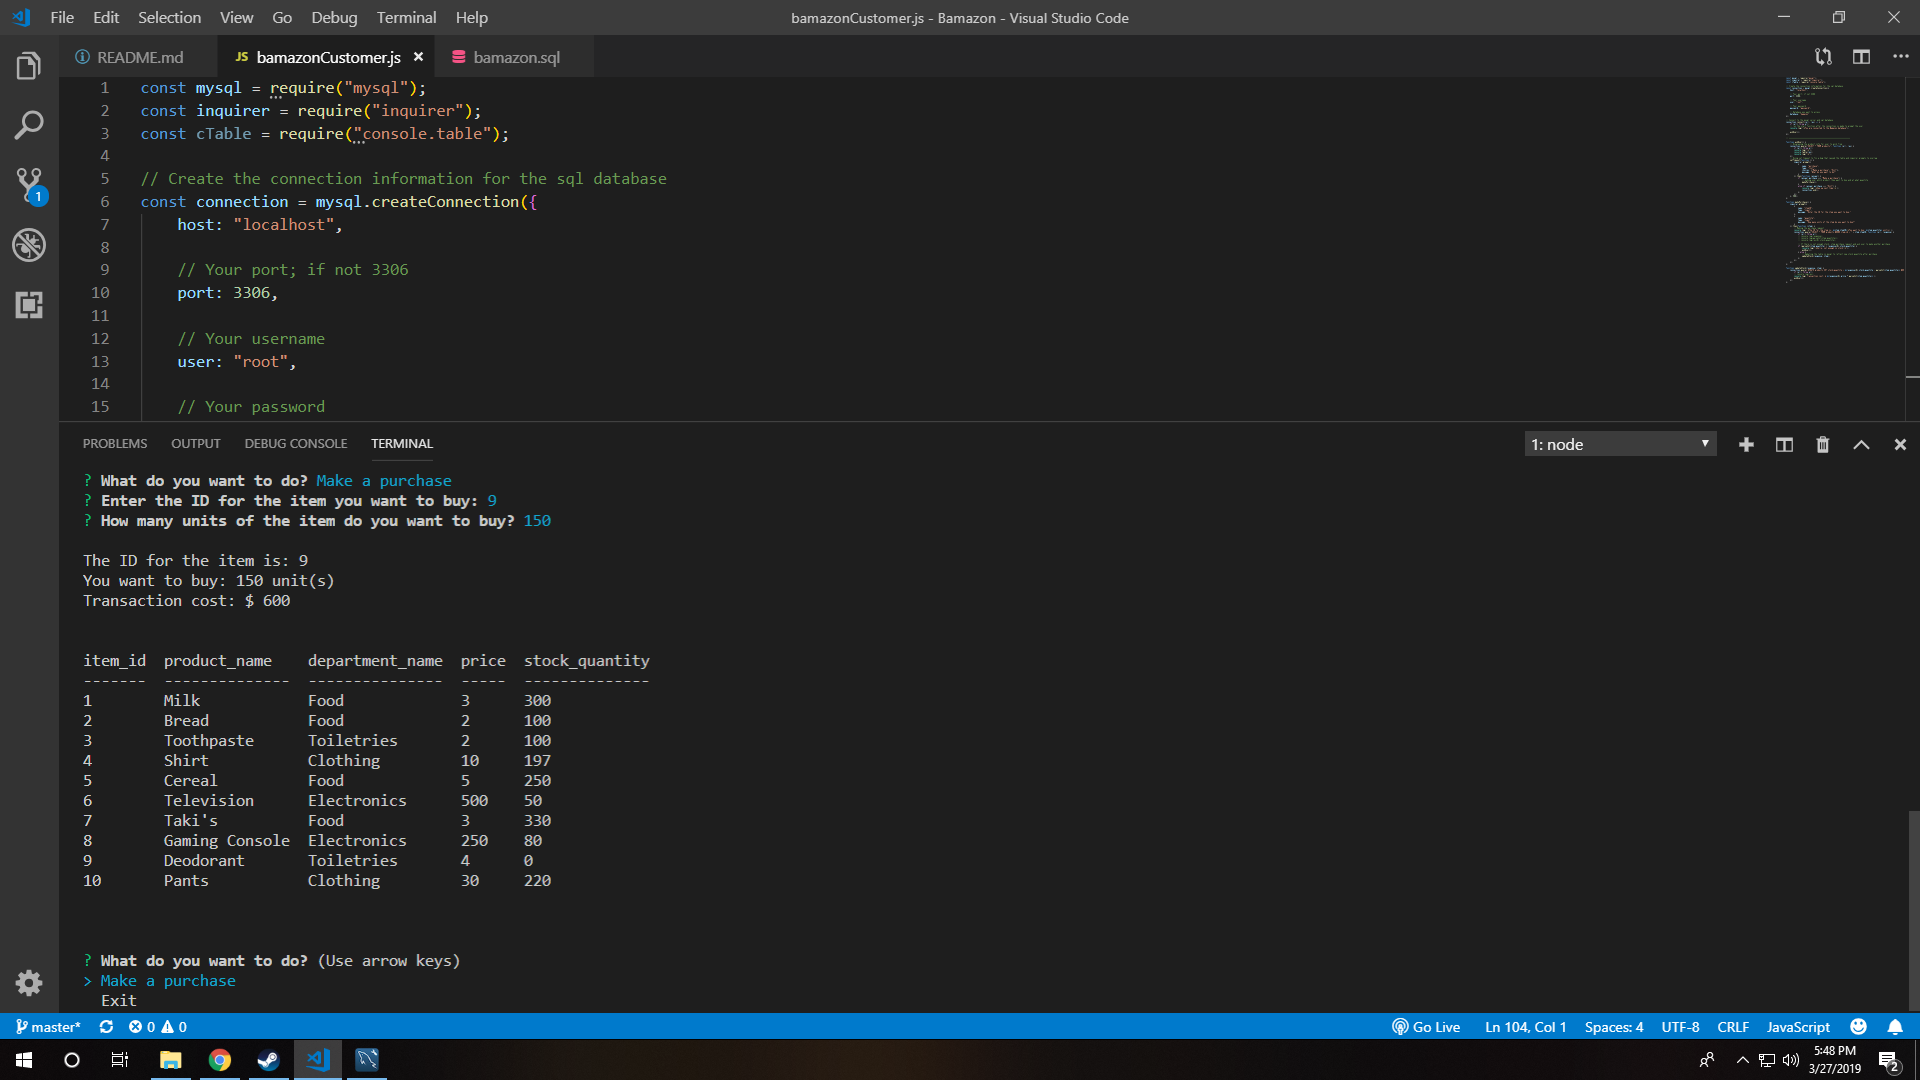 File Edit Selection View Go Debug Terminal Help
bamazonCustomer.js - Bamazon - Visual Studio Code
README.md
JS bamazonCustomer.js
bamazon.sql
1 const mysql = require("mysql");
2 const inquirer = require("inquirer");
3 const cTable = require("console.table");
4
5 // Create the connection information for the sql database
6 const connection = mysql.createConnection({
7 host: "localhost",
8
9 // Your port; if not 3306
10 port: 3306,
11
12 // Your username
13 user: "root",
14
15 // Your password
PROBLEMS OUTPUT DEBUG CONSOLE TERMINAL
1: node
? What do you want to do? Make a purchase
? Enter the ID for the item you want to buy: 9
? How many units of the item do you want to buy? 150
The ID for the item is: 9
You want to buy: 150 unit(s)
Transaction cost: $ 600
item_id product_name department_name price stock_quantity
------- -------------- --------------- ----- --------------
1 Milk Food 3 300
2 Bread Food 2 100
3 Toothpaste Toiletries 2 100
4 Shirt Clothing 10 197
5 Cereal Food 5 250
6 Television Electronics 500 50
7 Taki's Food 3 330
8 Gaming Console Electronics 250 80
9 Deodorant Toiletries 4 0
10 Pants Clothing 30 220
? What do you want to do? (Use arrow keys)
> Make a purchase
Exit
1
master* 0 0
Go Live Ln 104, Col 1 Spaces: 4 UTF-8 CRLF JavaScript
5:48 PM
3/27/2019
2